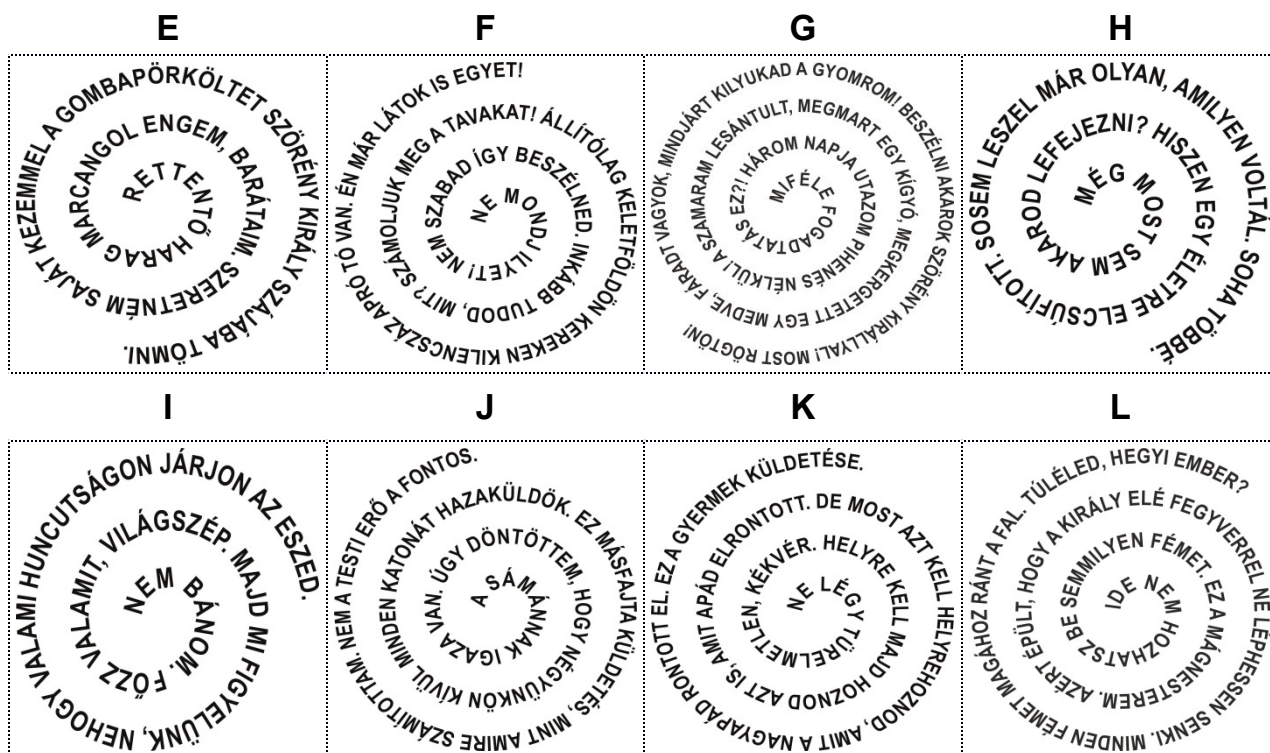 E
F
G
H
RETTENTŐ HARAG MARCANGOL ENGEM, BARÁTAIM. SZERETNÉM SAJÁT KEZEMMEL A GOMBAPÖRKÖLTET SZÖRÉNY KIRÁLY SZÁJÁBA TÖMNI.
NE MONDJ ILYET! NEM SZABAD ÍGY BESZÉLNED. INKÁBB TUDOD, MIT? SZÁMOLJUK MEG A TAVAKAT! ÁLLÍTÓLAG KELETFÖLDÖN KEREKEN KILENCSZÁZ APRÓ TÓ VAN. ÉN MÁR LÁTOK IS EGYET!
MIFÉLE FOGADTATÁS EZ?! HÁROM NAPJA UTAZOM PIHENÉS NÉLKÜL! A SZAMARAM LESÁNTULT, MEGMART EGY KÍGYÓ, MEGKERGETETT EGY MEDVE, FÁRADT VAGYOK, MINDJÁRT KILYUKAD A GYOMROM! BESZÉLNI AKAROK SZÖRÉNY KIRÁLLYAL! MOST RÖGTÖN!
MÉG MOST SEM AKAROD LEFEJEZNI? HISZEN EGY ÉLETRE ELCSÚFÍTOTT. SOSEM LESZEL MÁR OLYAN, AMILYEN VOLTÁL. SOHA TÖBBÉ.
I
J
K
L
NEM BÁNOM. FŐZZ VALAMIT, VILÁGSZÉP. MAJD MI FIGYELÜNK, NEHOGY VALAMI HUNCUTSÁGON JÁRJON AZ ESZED.
A SÁMÁNNAK IGAZA VAN. ÚGY DÖNTÖTTEM, HOGY NÉGYÜNKÖN KÍVÜL MINDEN KATONÁT HAZAKÜLDÖK. EZ MÁSFAJTA KÜLDETÉS, MINT AMIRE SZÁMÍTOTTAM. NEM A TESTI ERŐ A FONTOS.
NE LÉGY TÜRELMETLEN, KÉKVÉR. HELYRE KELL MAJD HOZNOD AZT IS, AMIT APÁD ELRONTOTT. DE MOST AZT KELL HELYREHOZNOD, AMIT A NAGYAPÁD RONTOTT EL. EZ A GYERMEK KÜLDETÉSE.
IDE NEM HOZHATSZ BE SEMMILYEN FÉMET. EZ A MÁGNESTEREM. AZÉRT ÉPÜLT, HOGY A KIRÁLY ELÉ FEGYVERREL NE LÉPHESSEN SENKI. MINDEN FÉMET MAGÁHOZ RÁNT A FAL. TÚLÉLED, HEGYI EMBER?